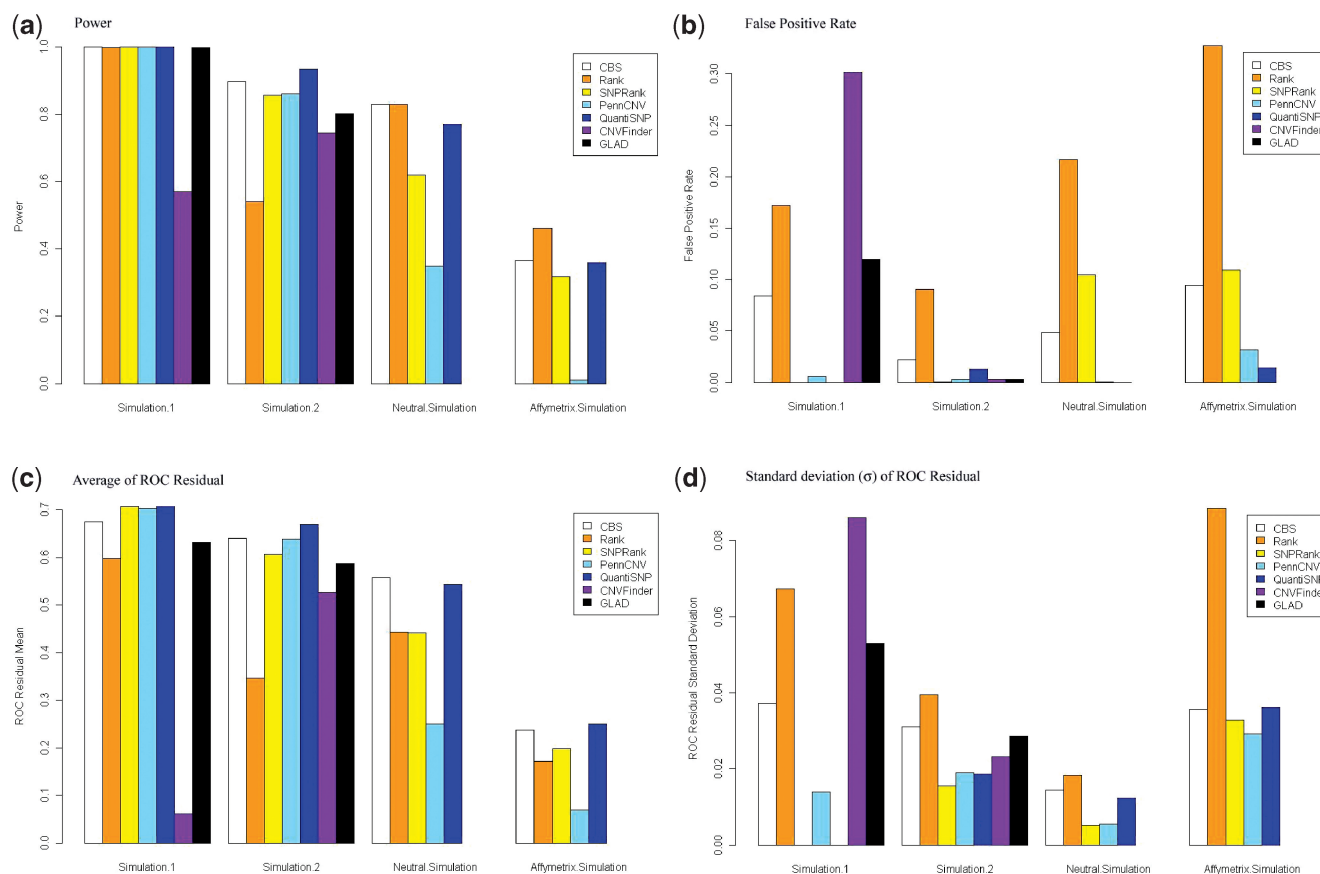 (a) Power
Power
0.0 0.2 0.4 0.6 0.8 1.0
CBS
Rank
SNPRank
PennCNV
QuantiSNP
CNVFinder
GLAD
Simulation.1 Simulation.2 Neutral.Simulation Affymetrix.Simulation
(b) False Positive Rate
False Positive Rate
0.00 0.05 0.10 0.15 0.20 0.25 0.30
CBS
Rank
SNPRank
PennCNV
QuantiSNP
CNVFinder
GLAD
Simulation.1 Simulation.2 Neutral.Simulation Affymetrix.Simulation
(c) Average of ROC Residual
ROC Residual Mean
0.0 0.1 0.2 0.3 0.4 0.5 0.6 0.7
CBS
Rank
SNPRank
PennCNV
QuantiSNP
CNVFinder
GLAD
Simulation.1 Simulation.2 Neutral.Simulation Affymetrix.Simulation
(d) Standard deviation (σ) of ROC Residual
ROC Residual Standard Deviation
0.00 0.02 0.04 0.06 0.08
CBS
Rank
SNPRank
PennCNV
QuantiSNP
CNVFinder
GLAD
Simulation.1 Simulation.2 Neutral.Simulation Affymetrix.Simulation